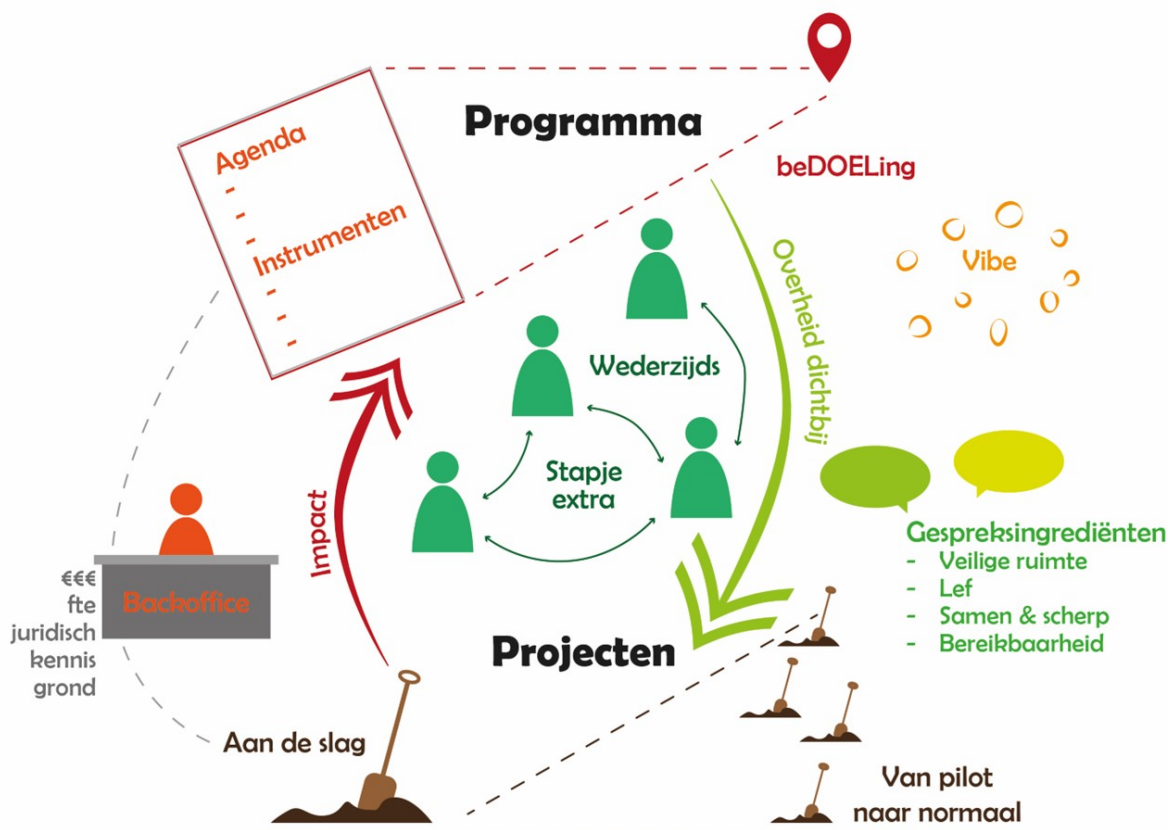 Programma
beDOELing
Agenda
-
-
-
Instrumenten
-
-
-
Vibe
Overheid dichtbij
Wederzijds
Stapje
extra
Impact
Gespreksingrediënten
- Veilige ruimte
- Lef
- Samen & scherp
- Bereikbaarheid
Backoffice
€€€
fte
juridisch
kennis
grond
Projecten
Aan de slag
Van pilot
naar normaal